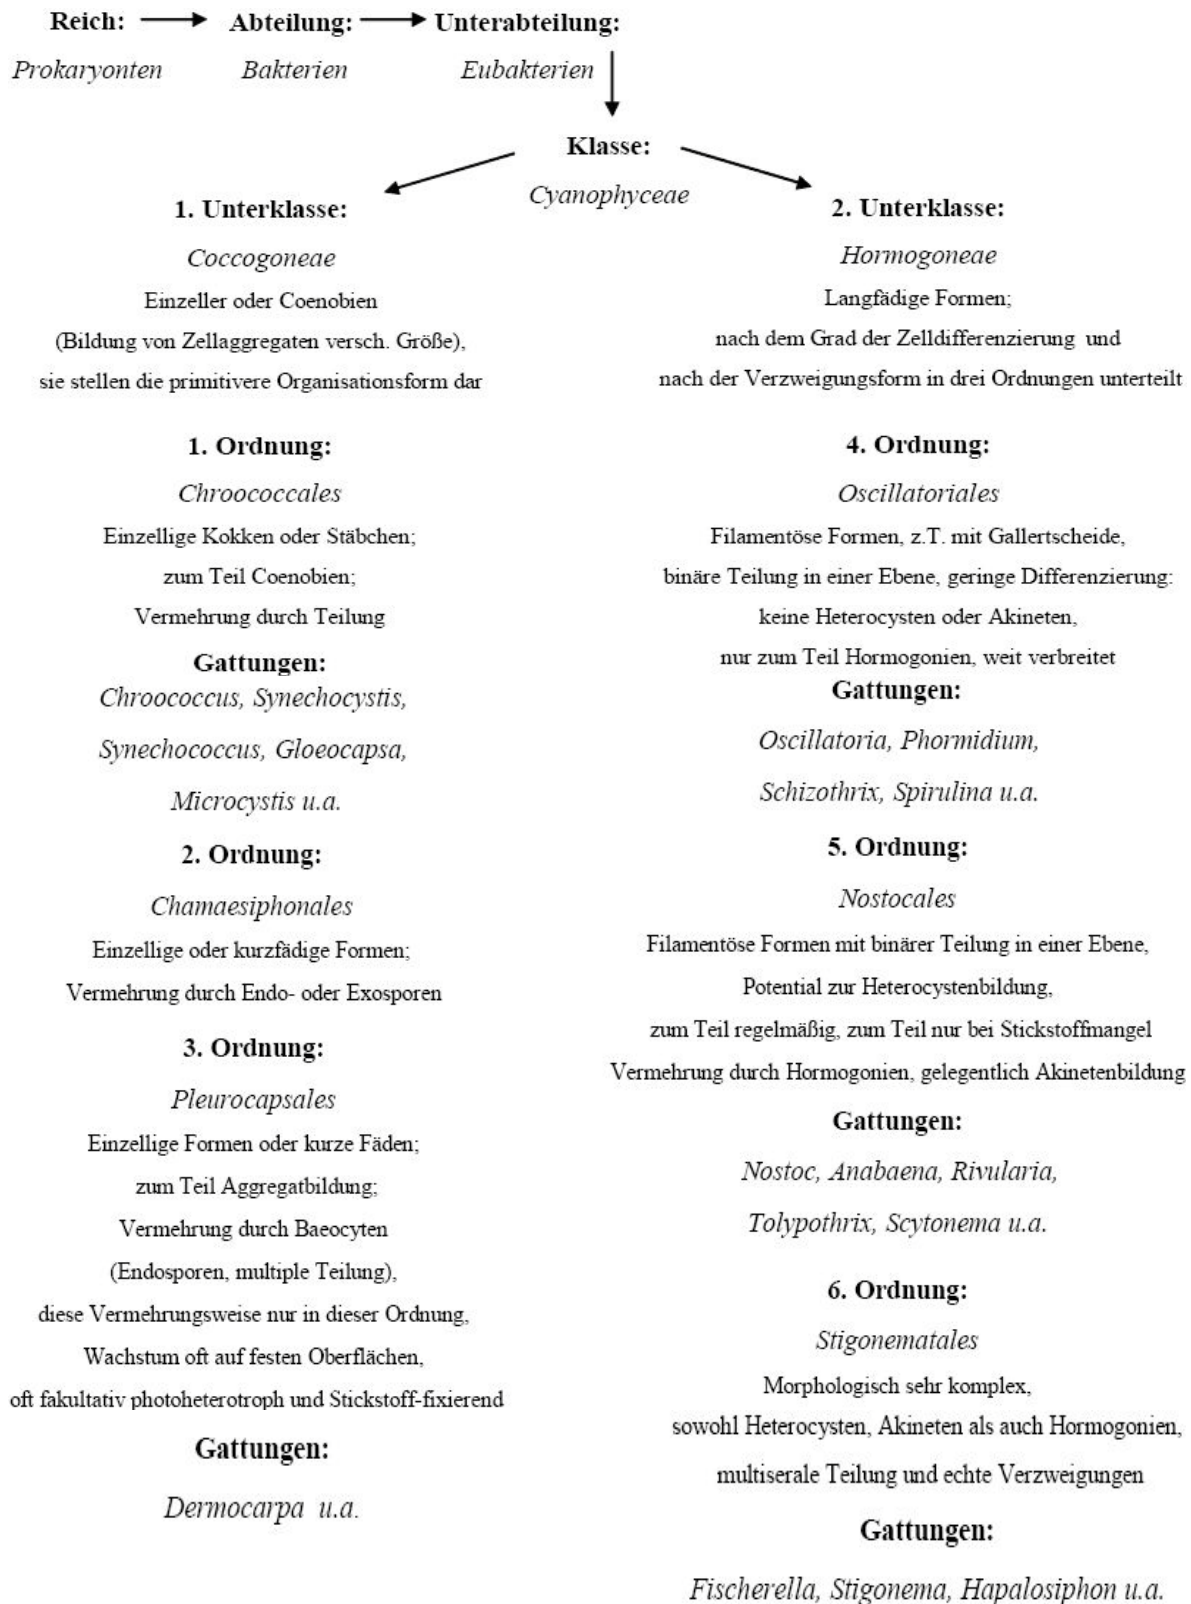 Reich: Abteilung: Unterabteilung:
Prokaryonten Bakterien Eubakterien
Klasse:
Cyanophyceae
1. Unterklasse:
Coccogoneae
Einzeller oder Coenobien
(Bildung von Zellaggregaten versch. Größe),
sie stellen die primitivere Organisationsform dar
1. Ordnung:
Chroococcales
Einzellige Kokken oder Stäbchen;
zum Teil Coenobien;
Vermehrung durch Teilung
Gattungen:
Chroococcus, Synechocystis,
Synechococcus, Gloeocapsa,
Microcystis u.a.
2. Ordnung:
Chamaesiphonales
Einzellige oder kurzfädige Formen;
Vermehrung durch Endo- oder Exosporen
3. Ordnung:
Pleurocapsales
Einzellige Formen oder kurze Fäden;
zum Teil Aggregatbildung;
Vermehrung durch Baeocyten
(Endosporen, multiple Teilung),
diese Vermehrungsweise nur in dieser Ordnung,
Wachstum oft auf festen Oberflächen,
oft fakultativ photoheterotroph und Stickstoff-fixierend
Gattungen:
Dermocarpa u.a.
2. Unterklasse:
Hormogoneae
Langfädige Formen;
nach dem Grad der Zelldifferenzierung und
nach der Verzweigungsform in drei Ordnungen unterteilt
4. Ordnung:
Oscillatoriales
Filamentöse Formen, z.T. mit Gallertscheide,
binäre Teilung in einer Ebene, geringe Differenzierung:
keine Heterocysten oder Akineten,
nur zum Teil Hormogonien, weit verbreitet
Gattungen:
Oscillatoria, Phormidium,
Schizothrix, Spirulina u.a.
5. Ordnung:
Nostocales
Filamentöse Formen mit binärer Teilung in einer Ebene,
Potential zur Heterocystenbildung,
zum Teil regelmäßig, zum Teil nur bei Stickstoffmangel
Vermehrung durch Hormogonien, gelegentlich Akinetenbildung
Gattungen:
Nostoc, Anabaena, Rivularia,
Tolypothrix, Scytonema u.a.
6. Ordnung:
Stigonematales
Morphologisch sehr komplex,
sowohl Heterocysten, Akineten als auch Hormogonien,
multiserale Teilung und echte Verzweigungen
Gattungen:
Fischerella, Stigonema, Hapalosiphon u.a.